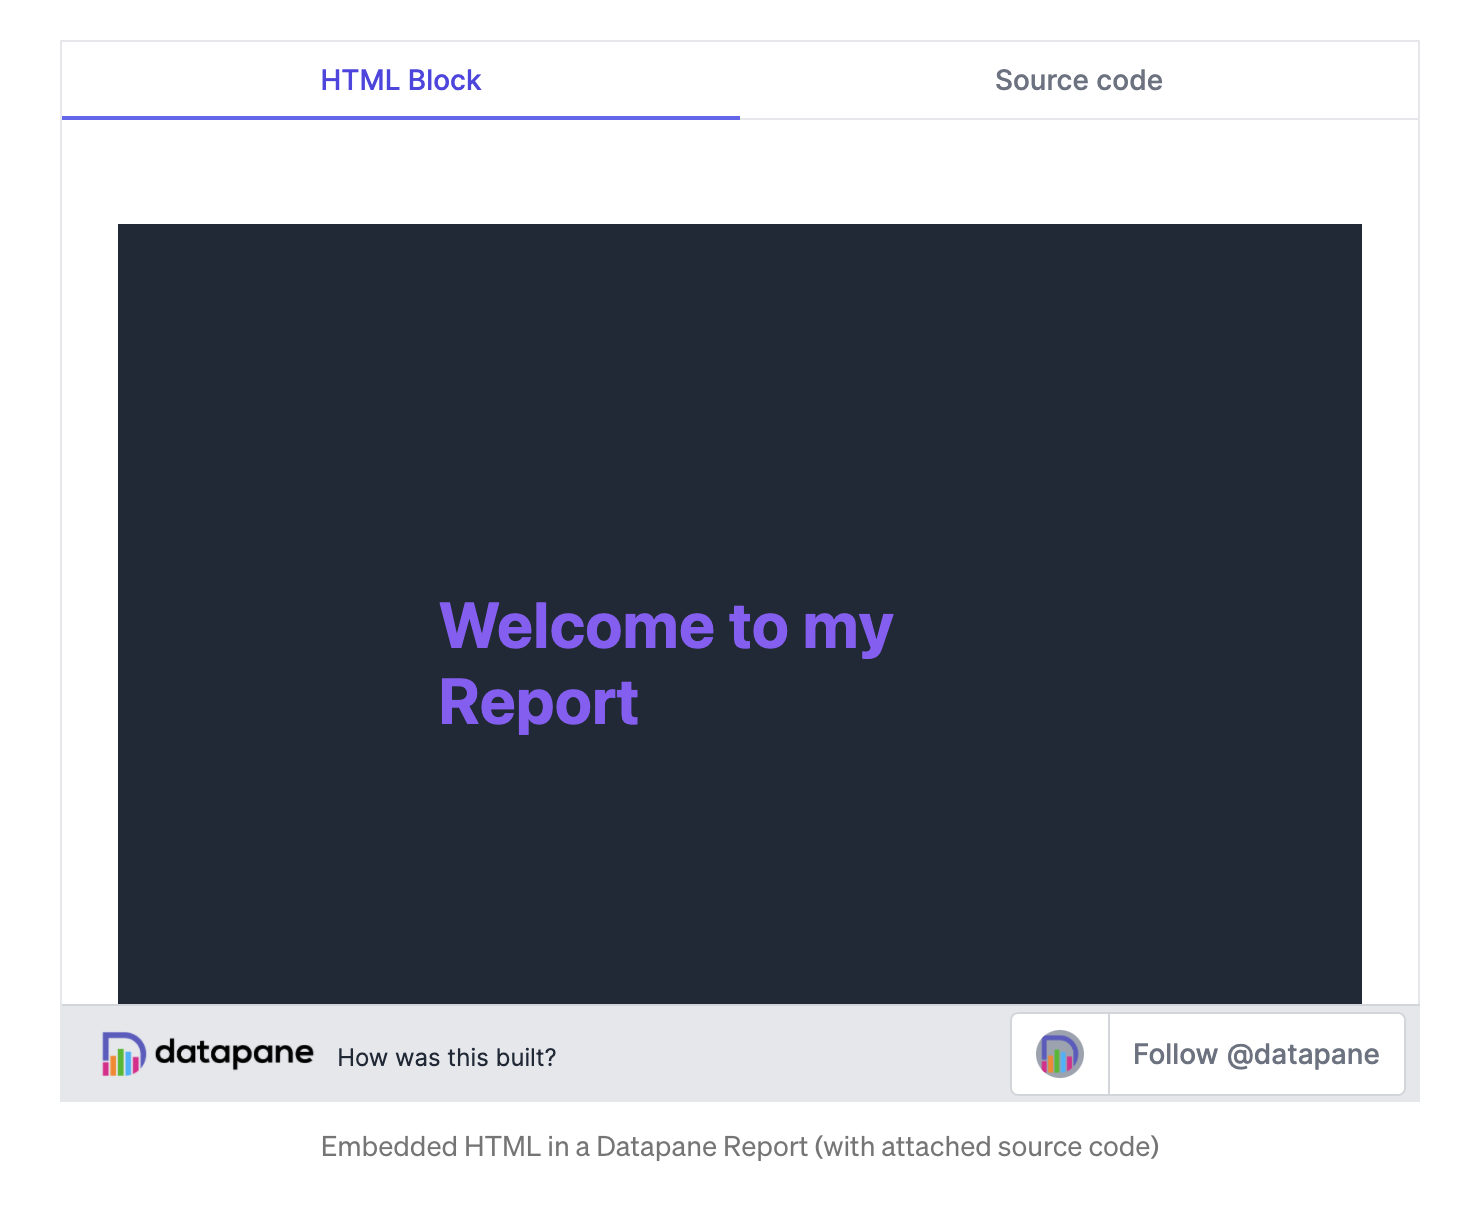 HTML Block
Source code
Welcome to my
Report
datapane
How was this built?
Follow @datapane
Embedded HTML in a Datapane Report (with attached source code)